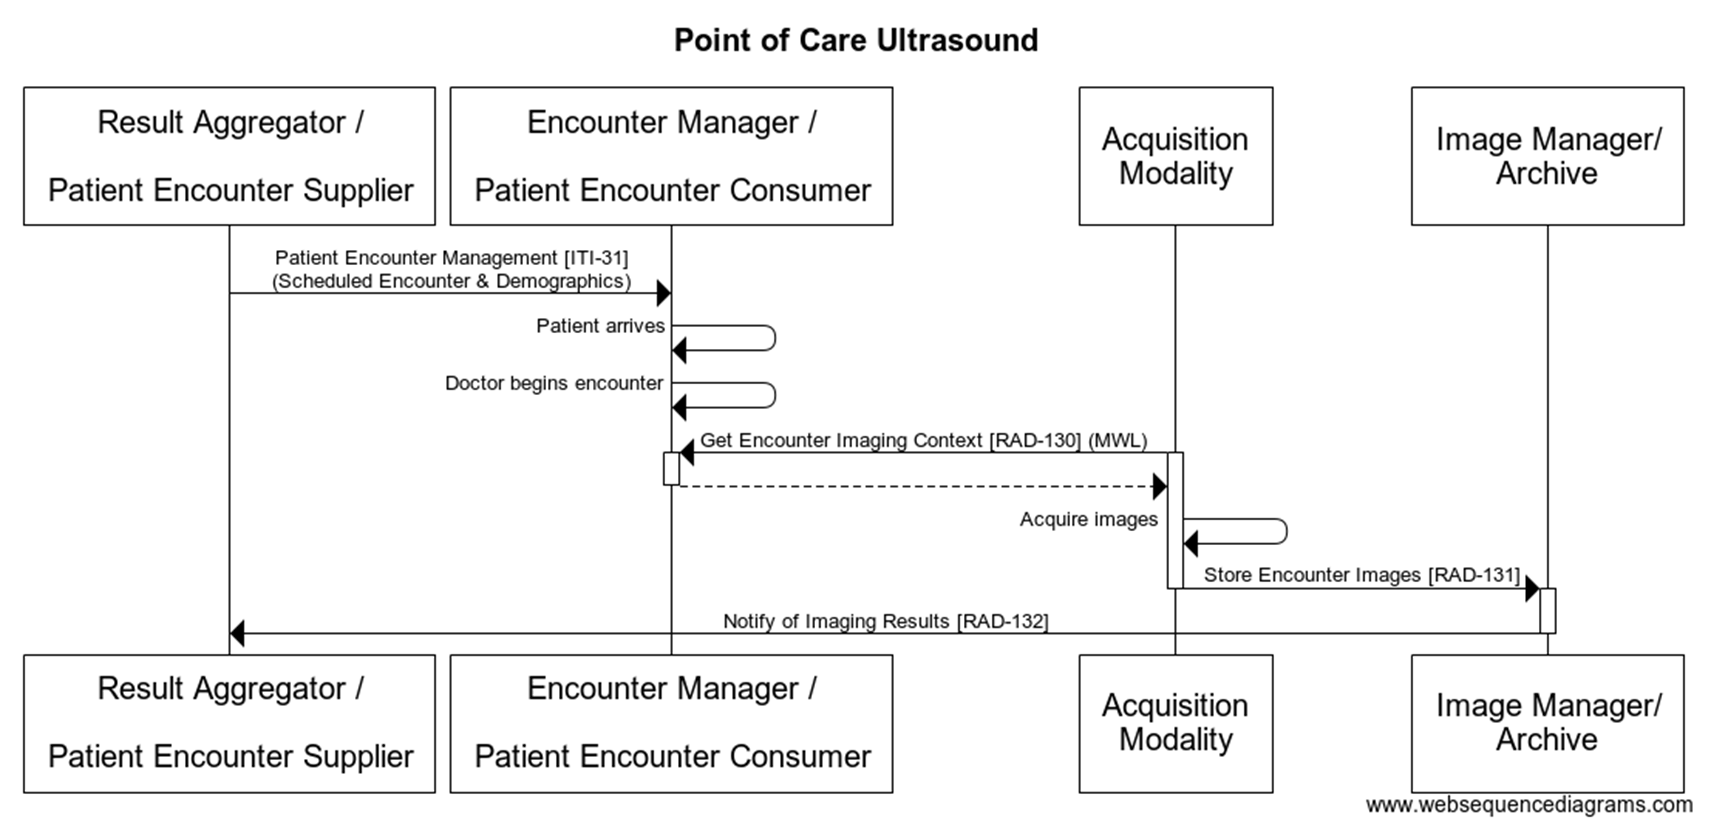 Point of Care Ultrasound
Result Aggregator /
Patient Encounter Supplier
Encounter Manager /
Patient Encounter Consumer
Acquisition
Modality
Image Manager/
Archive
Patient Encounter Management [ITI-31]
(Scheduled Encounter & Demographics)
Patient arrives
Doctor begins encounter
Get Encounter Imaging Context [RAD-130] (MWL)
Acquire images
Store Encounter Images [RAD-131]
Notify of Imaging Results [RAD-132]
Result Aggregator /
Patient Encounter Supplier
Encounter Manager /
Patient Encounter Consumer
Acquisition
Modality
Image Manager/
Archive
www.websequencediagrams.com